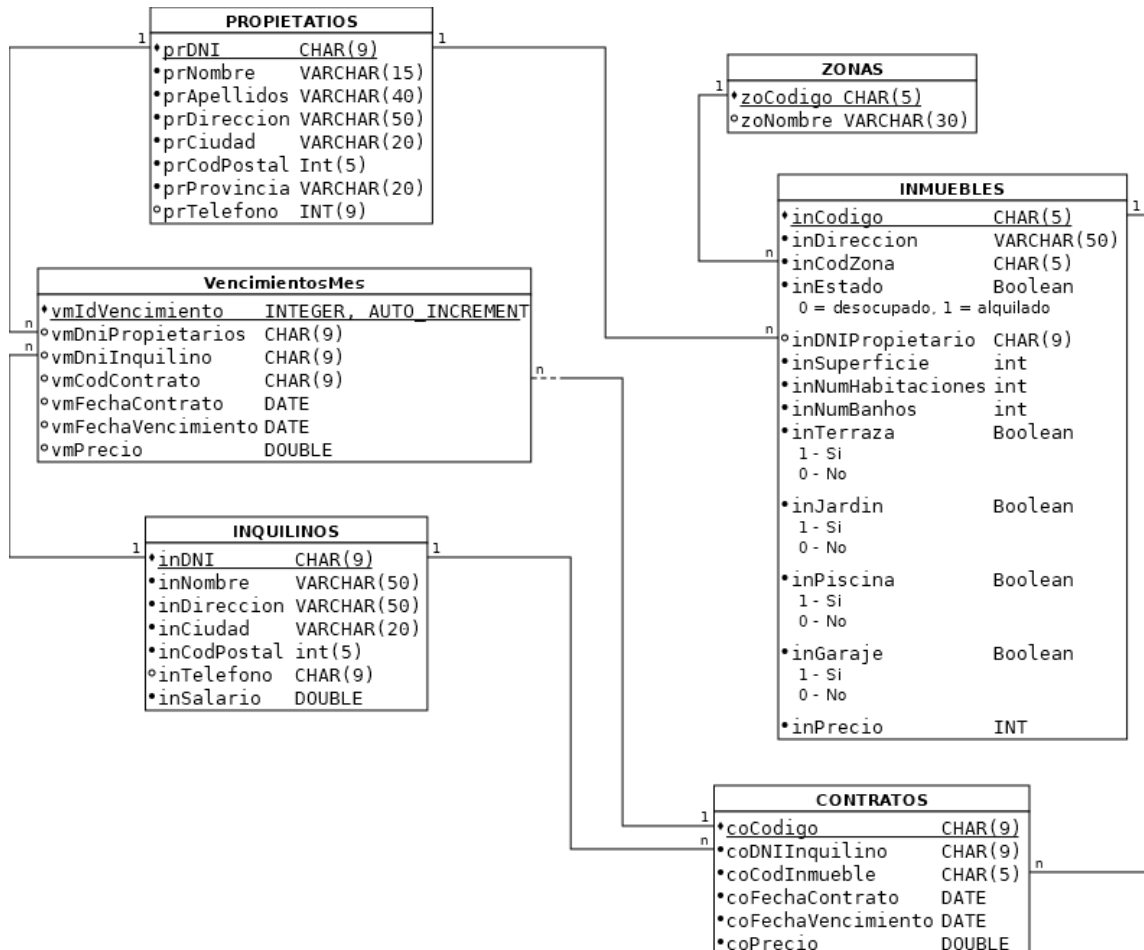 PROPIETATIOS
1
1
prDNI CHAR(9)
prNombre VARCHAR(15)
prApellidos VARCHAR(40)
prDireccion VARCHAR(50)
prCiudad VARCHAR(20)
prCodPostal Int(5)
prProvincia VARCHAR(20)
prTelefono INT(9)
ZONAS
1
zoCodigo CHAR(5)
zoNombre VARCHAR(30)
INMUEBLES
1
inCodigo CHAR(5)
inDireccion VARCHAR(50)
n
inCodZona CHAR(5)
inEstado Boolean
0 = desocupado, 1 = alquilado
n
inDNIPropietario CHAR(9)
inSuperficie int
inNumHabitaciones int
inNumBanhos int
inTerraza Boolean
1 - Si
0 - No
inJardin Boolean
1 - Si
0 - No
inPiscina Boolean
1 - Si
0 - No
inGaraje Boolean
1 - Si
0 - No
inPrecio INT
VencimientosMes
vmIdVencimiento INTEGER, AUTO_INCREMENT
n
vmDniPropietarios CHAR(9)
n
vmDniInquilino CHAR(9)
n
vmCodContrato CHAR(9)
vmFechaContrato DATE
vmFechaVencimiento DATE
vmPrecio DOUBLE
INQUILINOS
1
1
inDNI CHAR(9)
inNombre VARCHAR(50)
inDireccion VARCHAR(50)
inCiudad VARCHAR(20)
inCodPostal int(5)
inTelefono CHAR(9)
inSalario DOUBLE
CONTRATOS
1
coCodigo CHAR(9)
n
coDNIInquilino CHAR(9)
coCodInmueble CHAR(5)
n
coFechaContrato DATE
coFechaVencimiento DATE
coPrecio DOUBLE